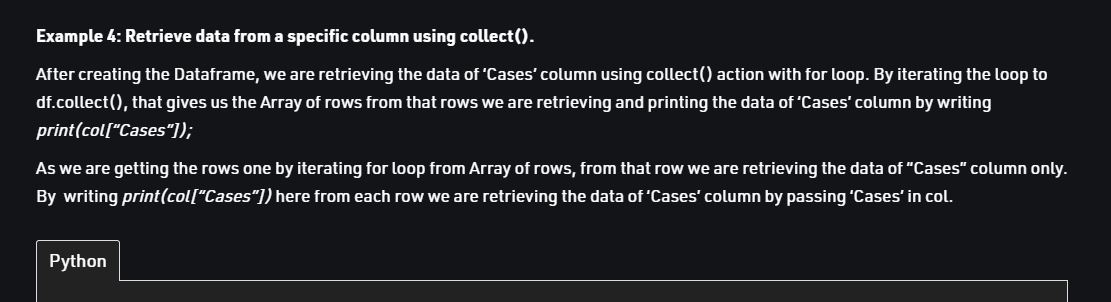 Example 4: Retrieve data from a specific column using collect().
After creating the Dataframe, we are retrieving the data of ‘Cases’ column using collect() action with for loop. By iterating the loop to
df.collect(), that gives us the Array of rows from that rows we are retrieving and printing the data of ‘Cases’ column by writing
print(col[“Cases”]);
As we are getting the rows one by iterating for loop from Array of rows, from that row we are retrieving the data of “Cases” column only.
By  writing print(col[“Cases”]) here from each row we are retrieving the data of ‘Cases’ column by passing ‘Cases’ in col.
Python